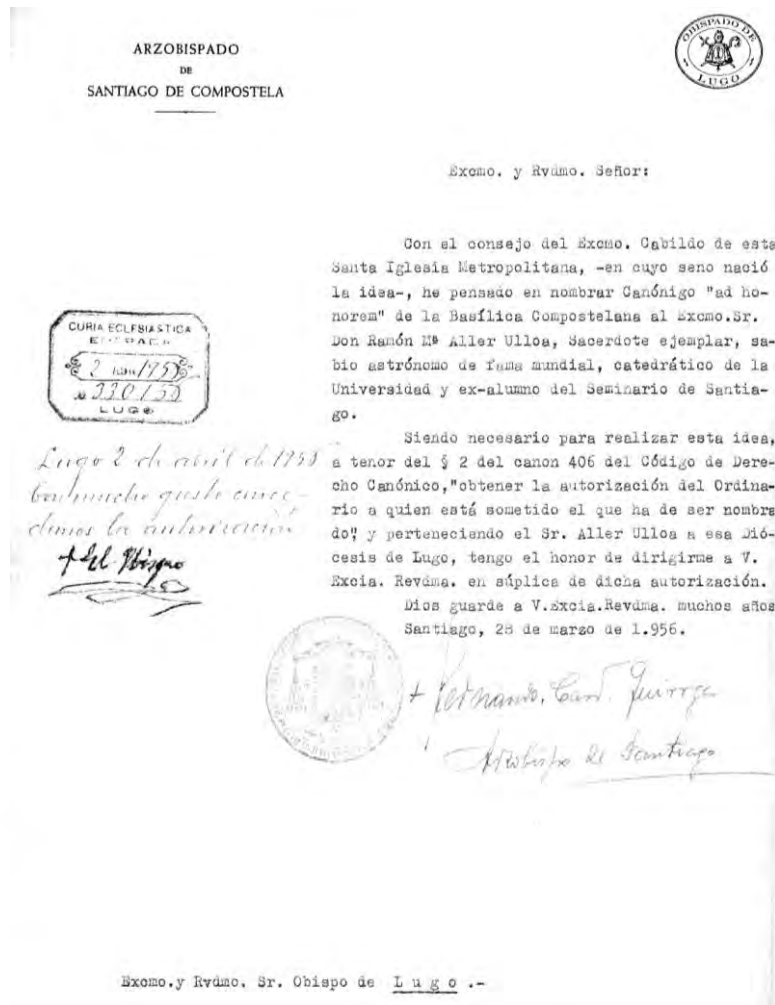 ARZOBISPADO
DE
SANTIAGO DE COMPOSTELA
OBISPADO DE
LUGO
Excmo. y Rvdmo. Señor:
Con el consejo del Excmo. Cabildo de esta
Santa Iglesia Metropolitana, -en cuyo seno nació
la idea-, he pensado en nombrar Canónigo "ad ho-
norem" de la Basílica Compostelana al Excmo.Sr.
Don Ramón Mª Aller Ulloa, Sacerdote ejemplar, sa-
bio astrónomo de fama mundial, catedrático de la
Universidad y ex-alumno del Seminario de Santia-
go.
Siendo necesario para realizar esta idea,
a tenor del § 2 del canon 406 del Código de Dere-
cho Canónico,"obtener la autorización del Ordina-
rio a quien está sometido el que ha de ser nombra
do", y perteneciendo el Sr. Aller Ulloa a esa Dió-
cesis de Lugo, tengo el honor de dirigirme a V.
Excia. Revdma. en súplica de dicha autorización.
Dios guarde a V.Excia.Revdma. muchos años
Santiago, 28 de marzo de 1.956.
CURIA ECLESIASTICA
LUGO
Lugo 2 de abril de
Con mucho gusto conce-
demos la autorización
+ El Obispo
+ Fernando, Card. Quiroga
Arzobispo de Santiago
Excmo.y Rvdmo. Sr. Obispo de Lugo.-